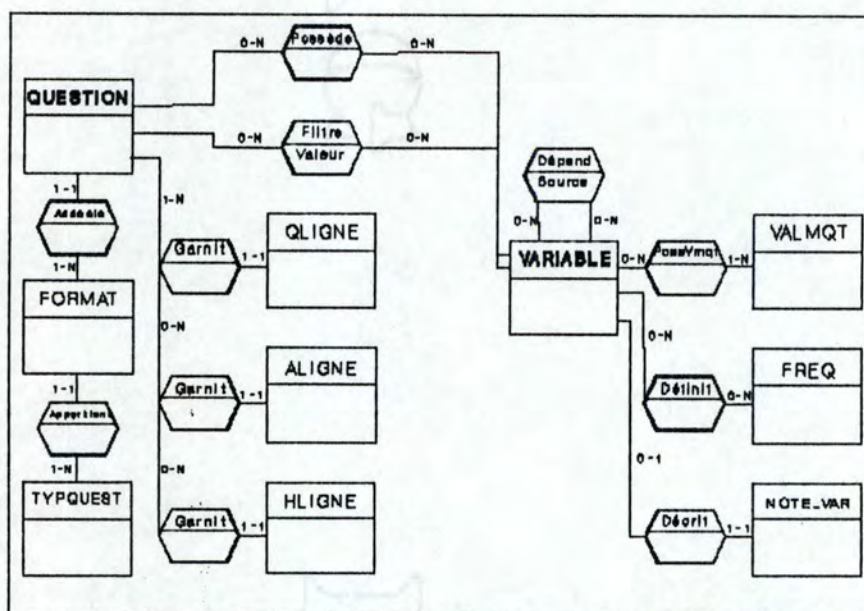 Possède
0-N
0-N
QUESTION
Filtre
Valeur
0-N
0-N
Dépend
Source
1-1
1-N
0-N
0-N
QLIGNE
Garnit
1-1
VARIABLE
0-N
PossVmqt
1-N
VALMQT
1-N
FORMAT
0-N
0-N
ALIGNE
FREQ
1-1
Garnit
1-1
Définit
0-N
0-N
0-1
1-N
TYPQUEST
HLIGNE
NOTE_VAR
Garnit
1-1
Décrit
1-1